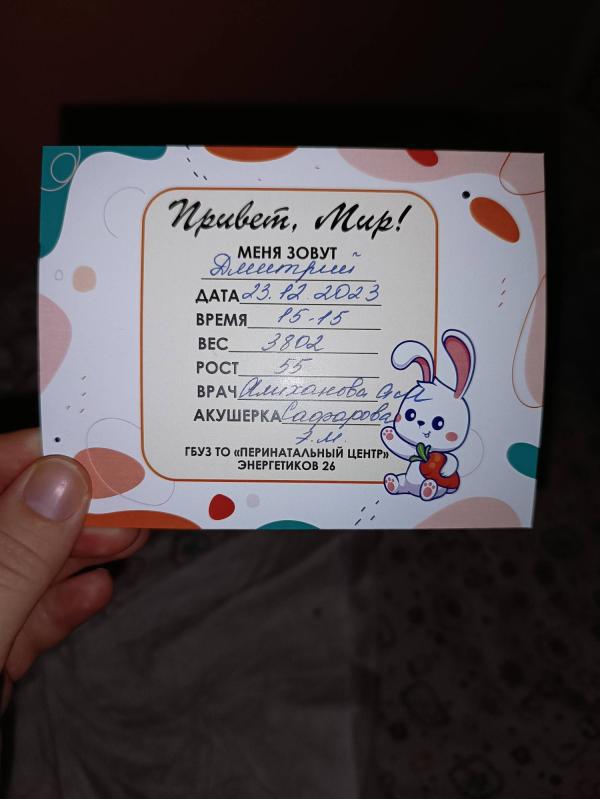 Привет, Мир!
МЕНЯ ЗОВУТ
Дмитрий
ДАТА 23.12.2023
ВРЕМЯ 15-15
ВЕС 3802
РОСТ 55
ВРАЧ Алиханова
АКУШЕРКА Сафарова
Э.М.
ГБУЗ ТО «ПЕРИНАТАЛЬНЫЙ ЦЕНТР»
ЭНЕРГЕТИКОВ 26